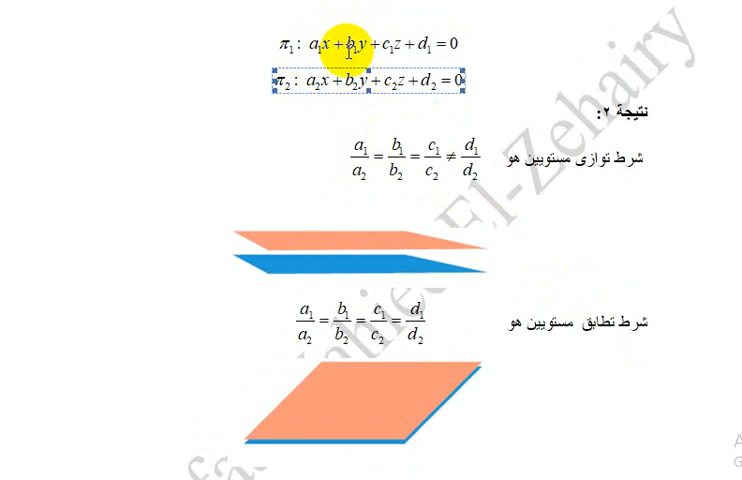 π₁: a₁x + b₁y + c₁z + d₁ = 0
π₂: a₂x + b₂y + c₂z + d₂ = 0
نتيجة ٢:
شرط توازى مستويين هو a₁/a₂ = b₁/b₂ = c₁/c₂ ≠ d₁/d₂
شرط تطابق مستويين هو a₁/a₂ = b₁/b₂ = c₁/c₂ = d₁/d₂
El-Zehairy